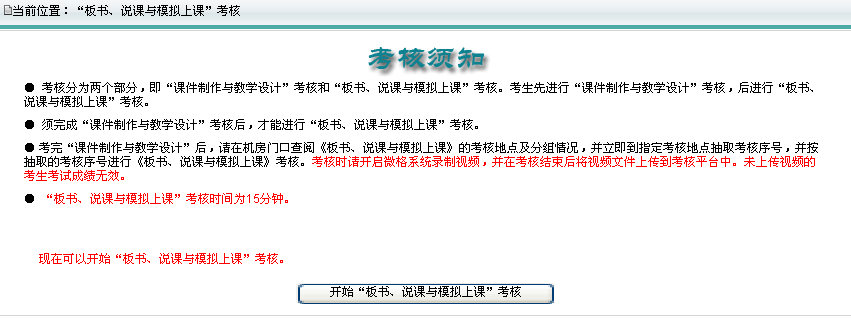 当前位置：“板书、说课与模拟上课”考核
考核须知
● 考核分为两个部分，即“课件制作与教学设计”考核和“板书、说课与模拟上课”考核。考生先进行“课件制作与教学设计”考核，后进行“板书、
说课与模拟上课”考核。
● 须完成“课件制作与教学设计”考核后，才能进行“板书、说课与模拟上课”考核。
● 考完“课件制作与教学设计”后，请在机房门口查阅《板书、说课与模拟上课》的考核地点及分组情况，并立即到指定考核地点抽取考核序号，并按
抽取的考核序号进行《板书、说课与模拟上课》考核。考核时请开启微格系统录制视频，并在考核结束后将视频文件上传到考核平台中。未上传视频的
考生考试成绩无效。
● “板书、说课与模拟上课”考核时间为15分钟。
现在可以开始“板书、说课与模拟上课”考核。
开始“板书、说课与模拟上课”考核